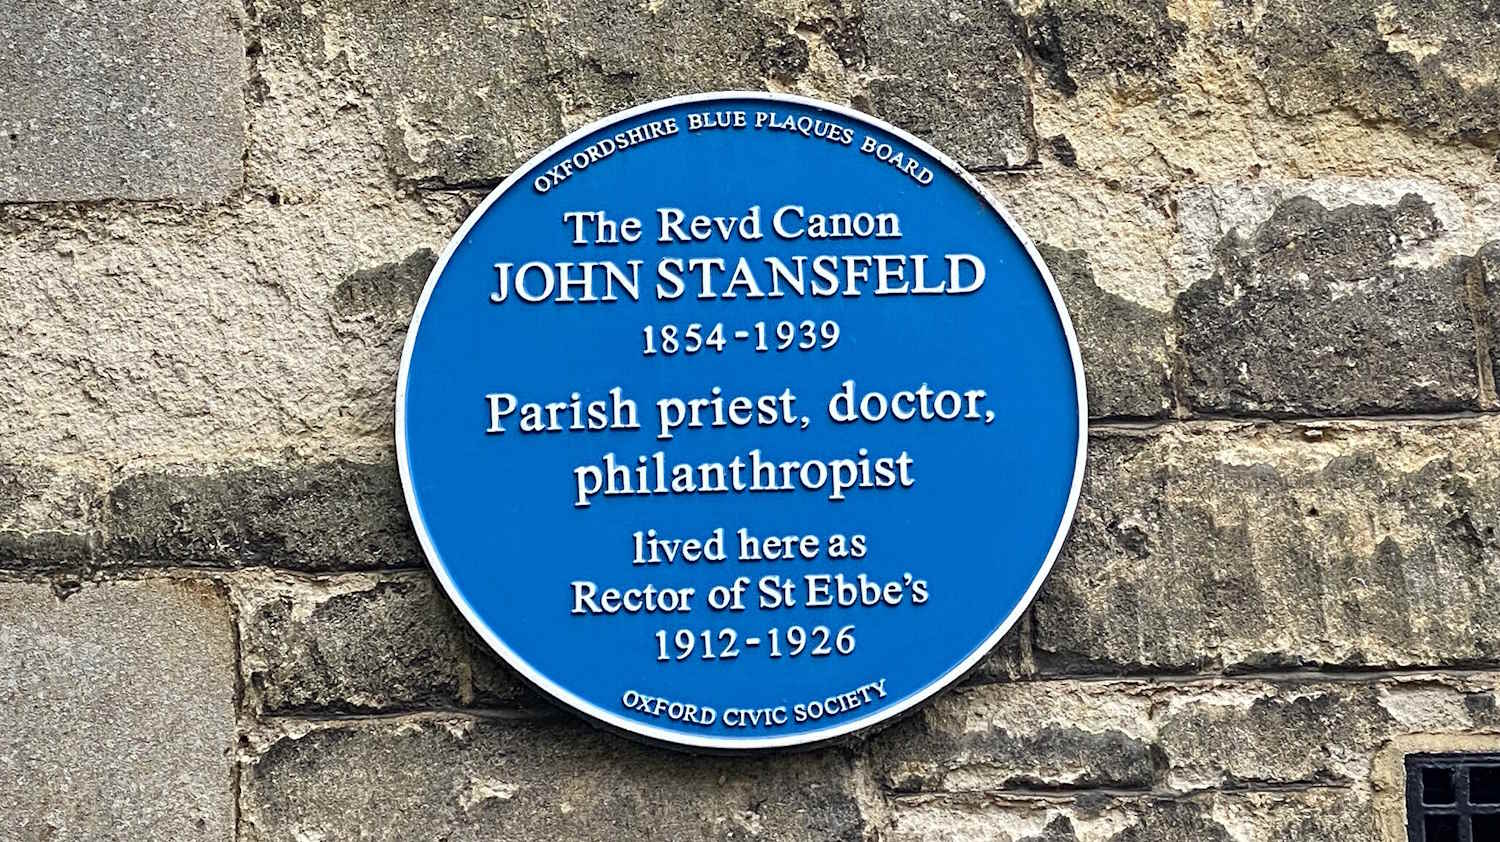 OXFORDSHIRE BLUE PLAQUES BOARD
The Revd Canon
JOHN STANSFELD
1854-1939
Parish priest, doctor,
philanthropist
lived here as
Rector of St Ebbe's
1912-1926
OXFORD CIVIC SOCIETY